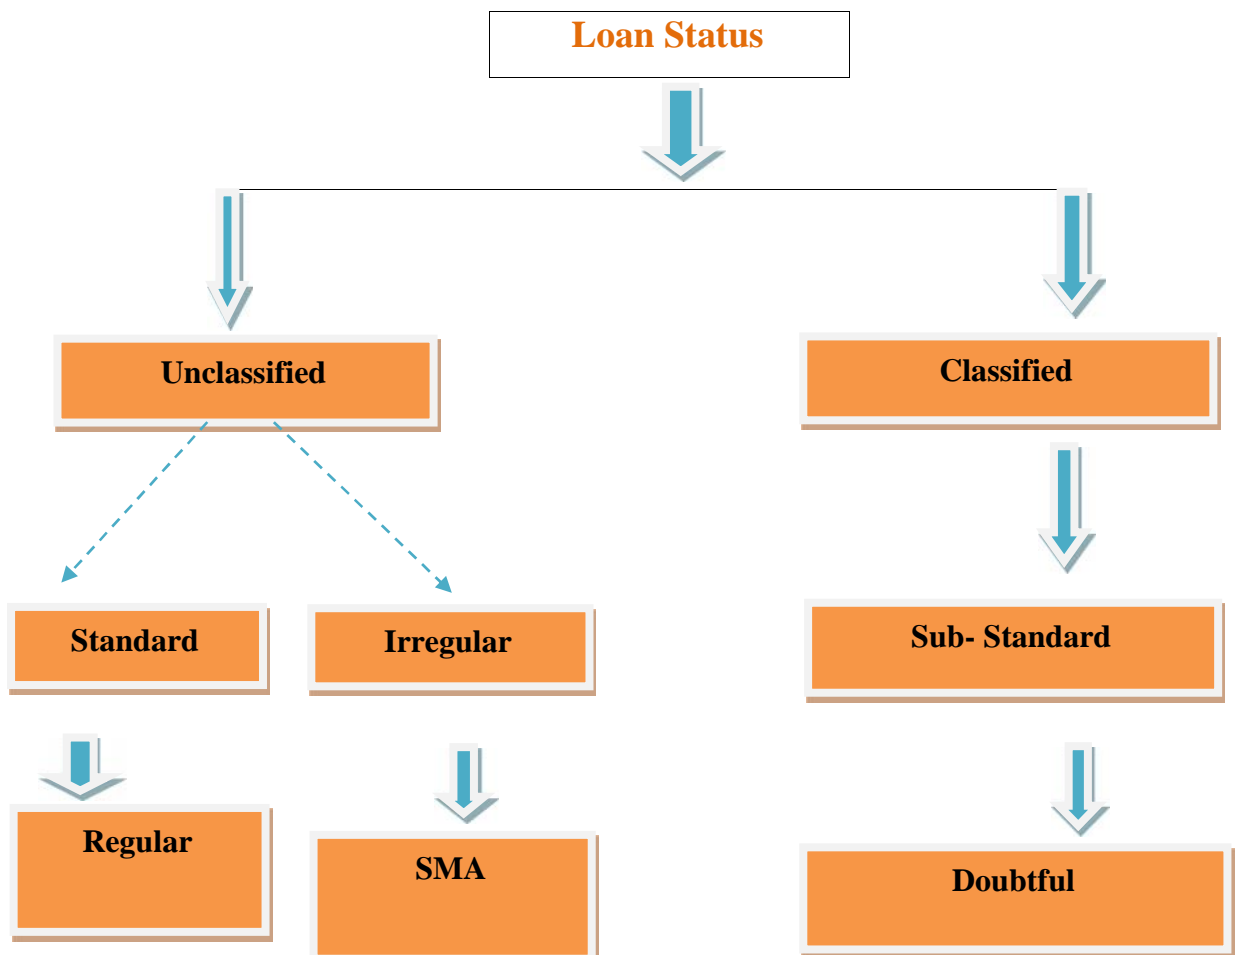 Loan Status
Unclassified
Classified
Standard
Irregular
Sub- Standard
Regular
SMA
Doubtful